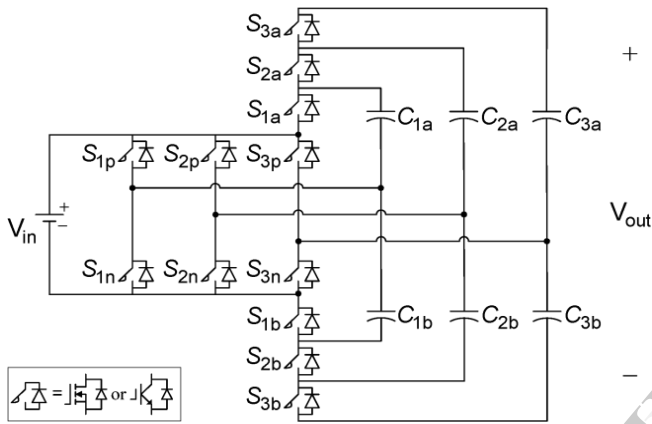 S3a
+
S2a
S1a
C1a
C2a
C3a
S1p
S2p
S3p
+
Vin
−
Vout
S1n
S2n
S3n
S1b
C1b
C2b
C3b
S2b
S3b
−
= or